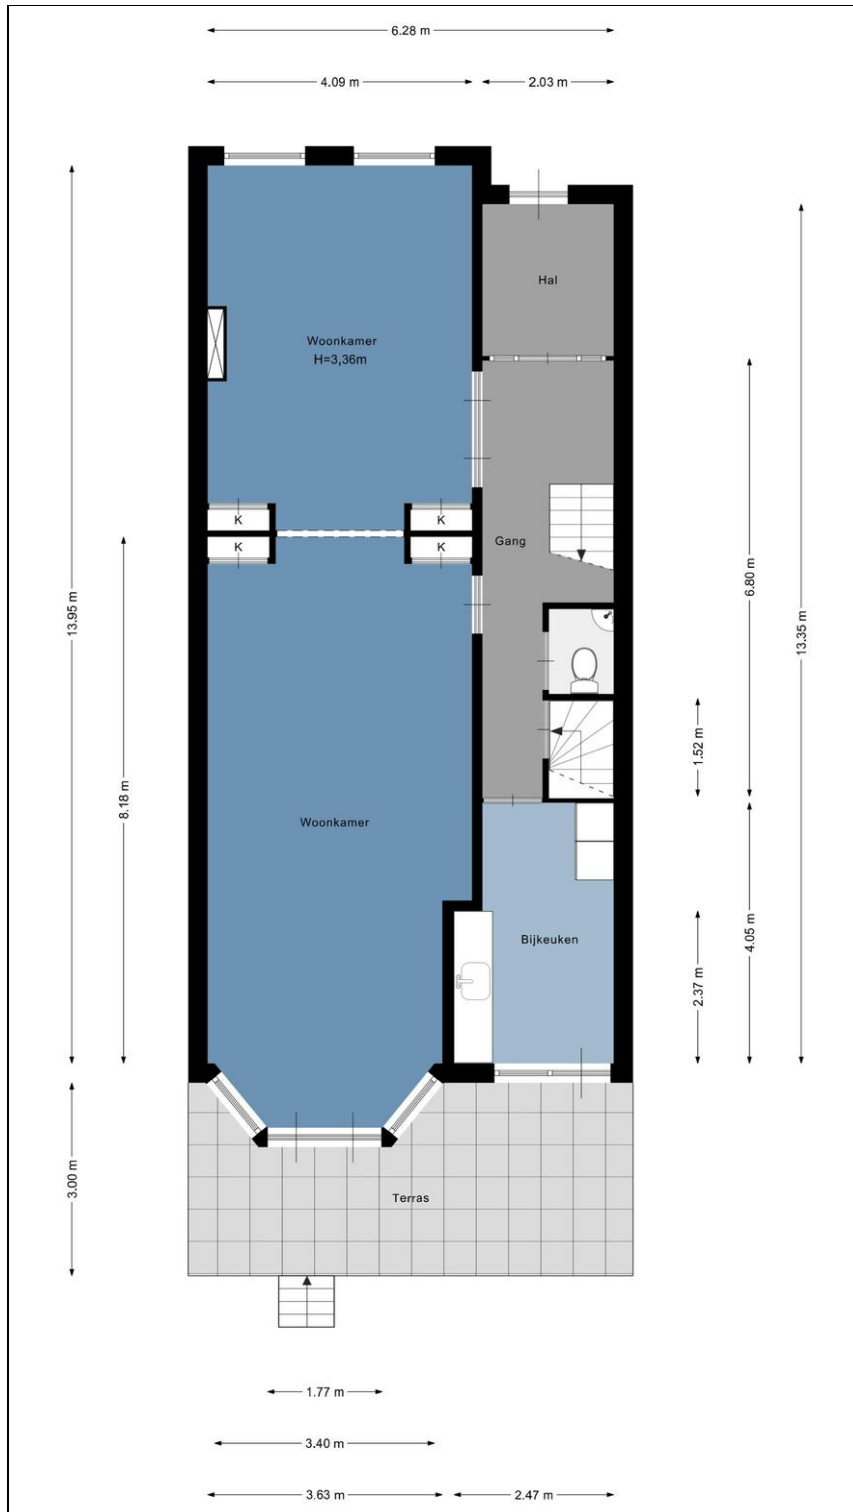 6.28 m
4.09 m
2.03 m
Hal
Woonkamer
H=3,36m
K
K
K
K
Gang
13.95 m
8.18 m
6.80 m
13.35 m
1.52 m
Woonkamer
Bijkeuken
4.05 m
2.37 m
3.00 m
Terras
1.77 m
3.40 m
3.63 m
2.47 m